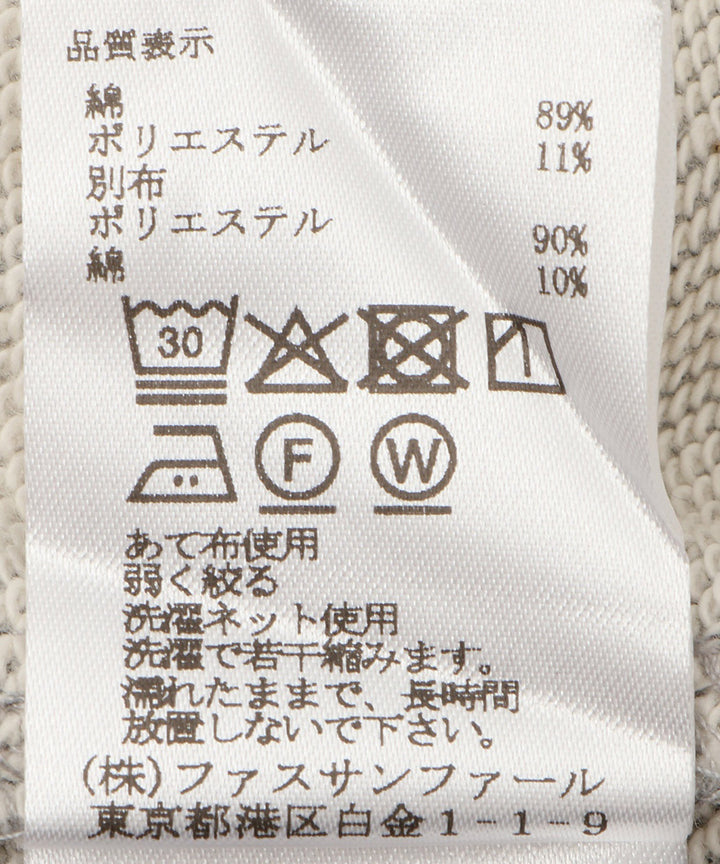 品質表示
綿 89%
ポリエステル 11%
別布
ポリエステル 90%
綿 10%
30
F W
あて布使用
弱く絞る
洗濯ネット使用
洗濯で若干縮みます。
濡れたままで、長時間
放置しないで下さい。
(株)ファスサンファール
東京都港区白金1-1-9